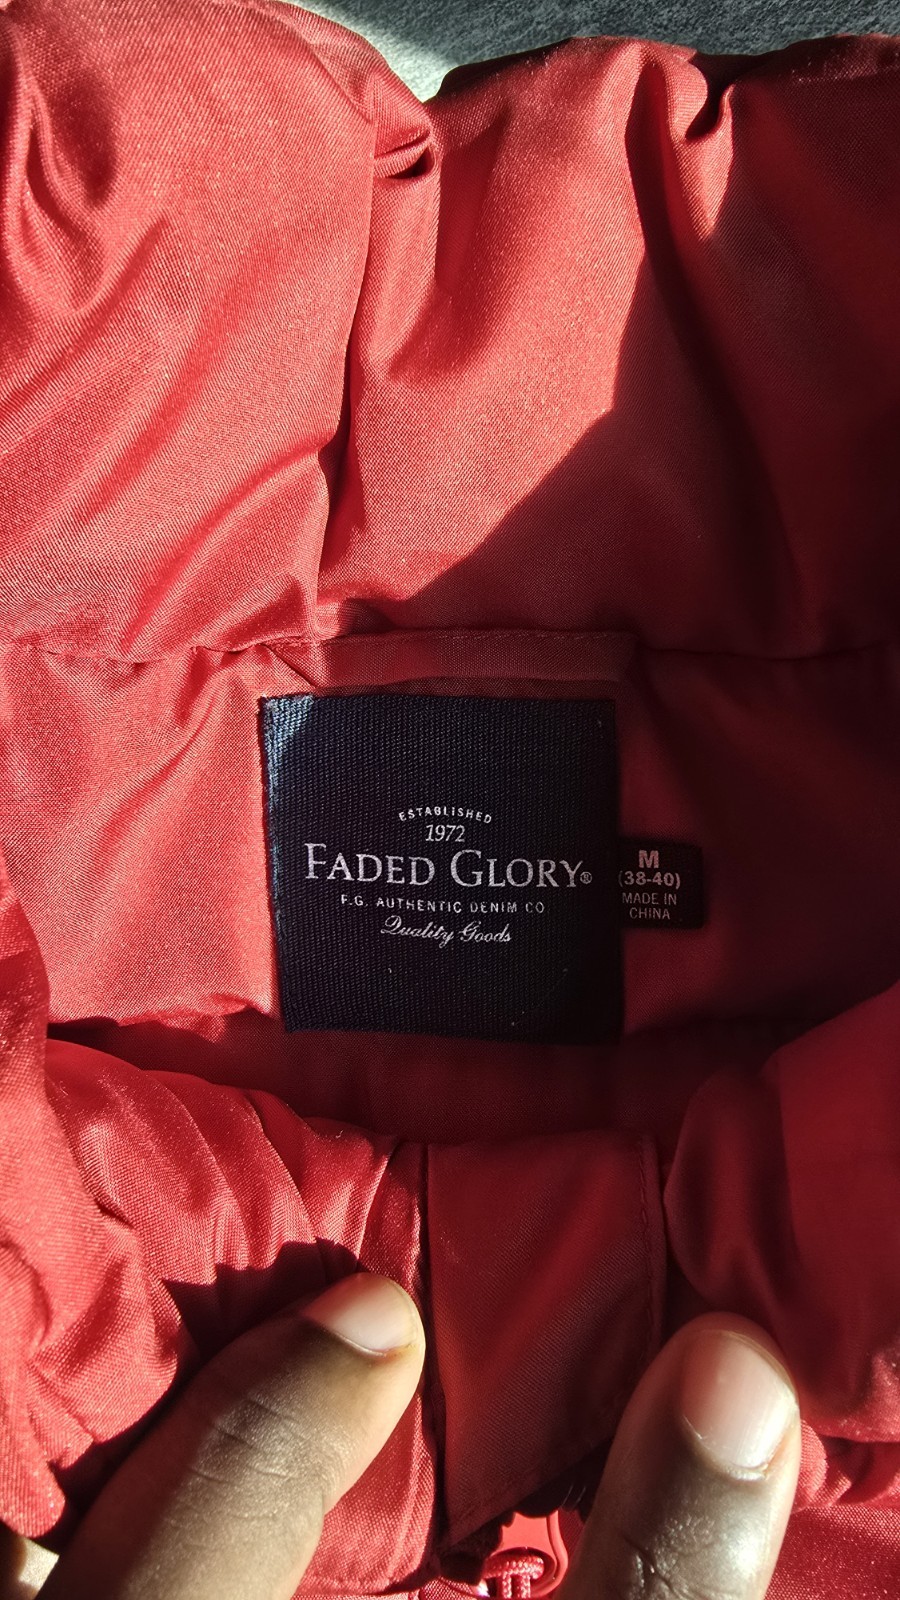 ESTABLISHED
1972
FADED GLORY®
F.G. AUTHENTIC DENIM CO
Quality Goods
M
(38-40)
MADE IN
CHINA